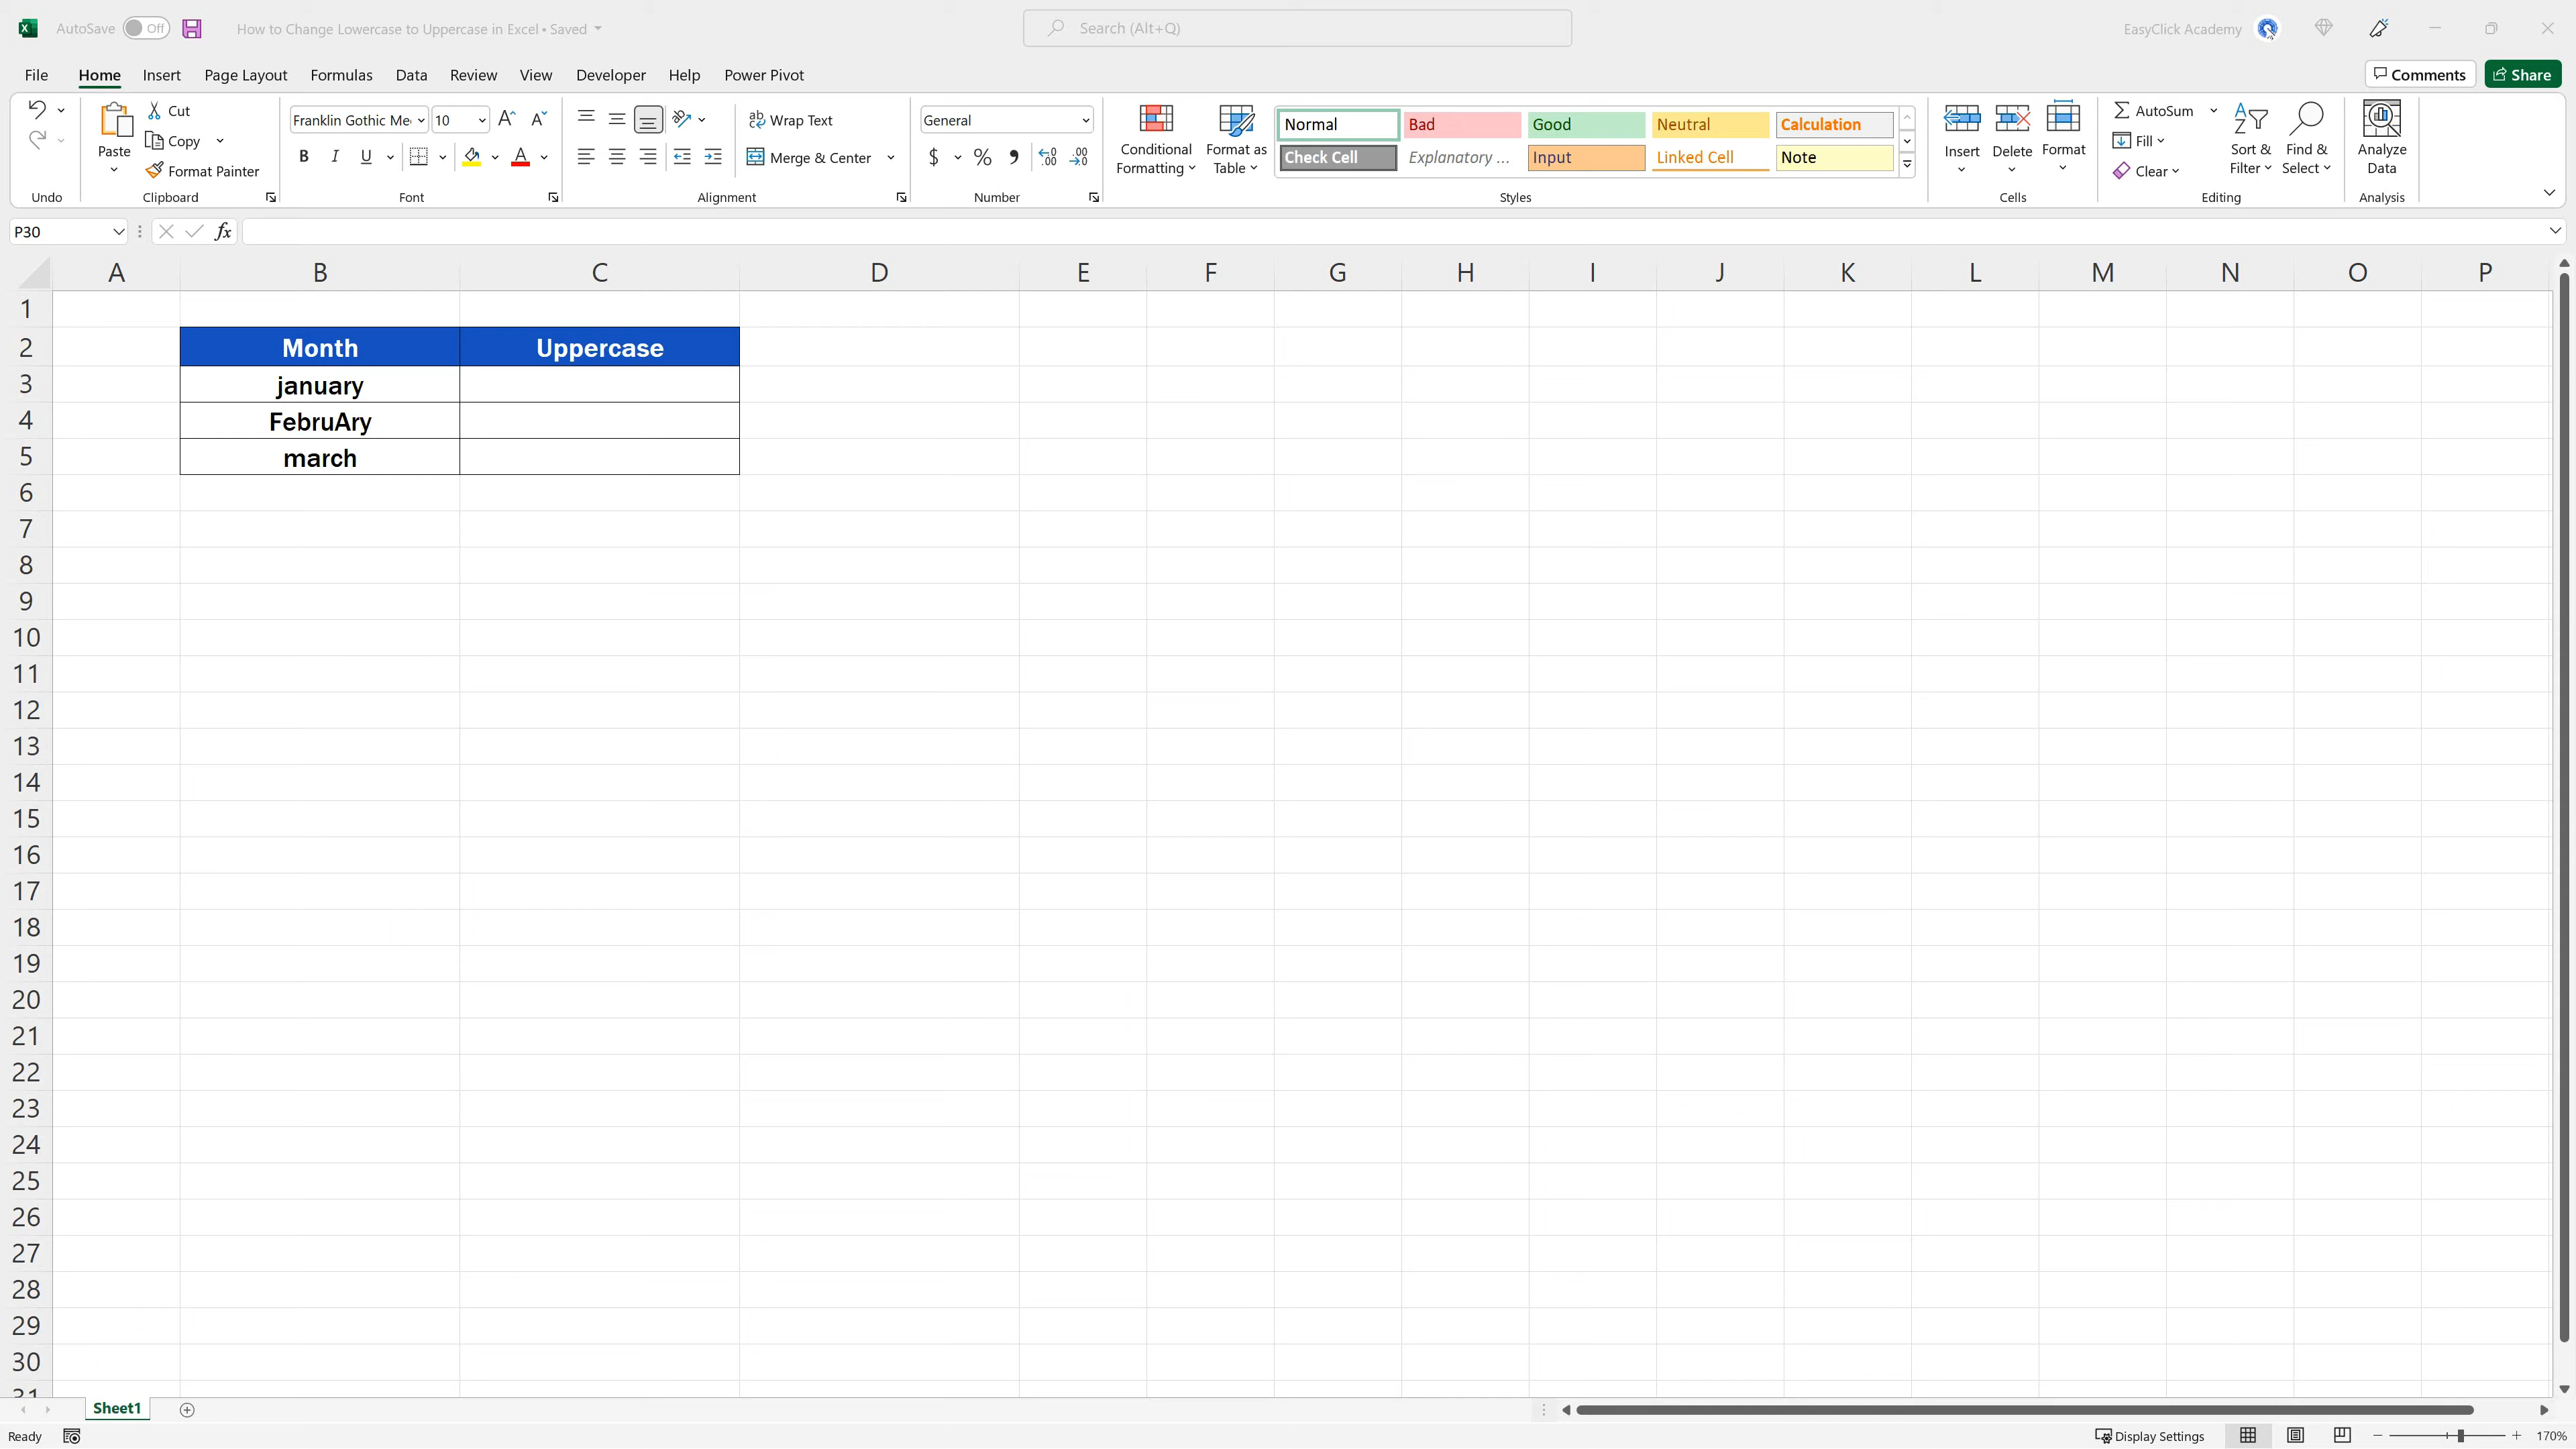 AutoSave Off How to Change Lowercase to Uppercase in Excel • Saved Search (Alt+Q) EasyClick Academy
File Home Insert Page Layout Formulas Data Review View Developer Help Power Pivot Comments Share
Paste Cut Copy Format Painter
Franklin Gothic Me 10
B I U
Wrap Text
Merge & Center
General
$ % 9
Conditional Formatting
Format as Table
Normal Bad Good Neutral Calculation
Check Cell Explanatory ... Input Linked Cell Note
Insert Delete Format
AutoSum
Fill
Clear
Sort & Filter
Find & Select
Analyze Data
Undo Clipboard Font Alignment Number Styles Cells Editing Analysis
P30 fx
A B C D E F G H I J K L M N O P
1
2 Month Uppercase
3 january
4 FebruAry
5 march
6
7
8
9
10
11
12
13
14
15
16
17
18
19
20
21
22
23
24
25
26
27
28
29
30
31
Sheet1
Ready Display Settings 170%